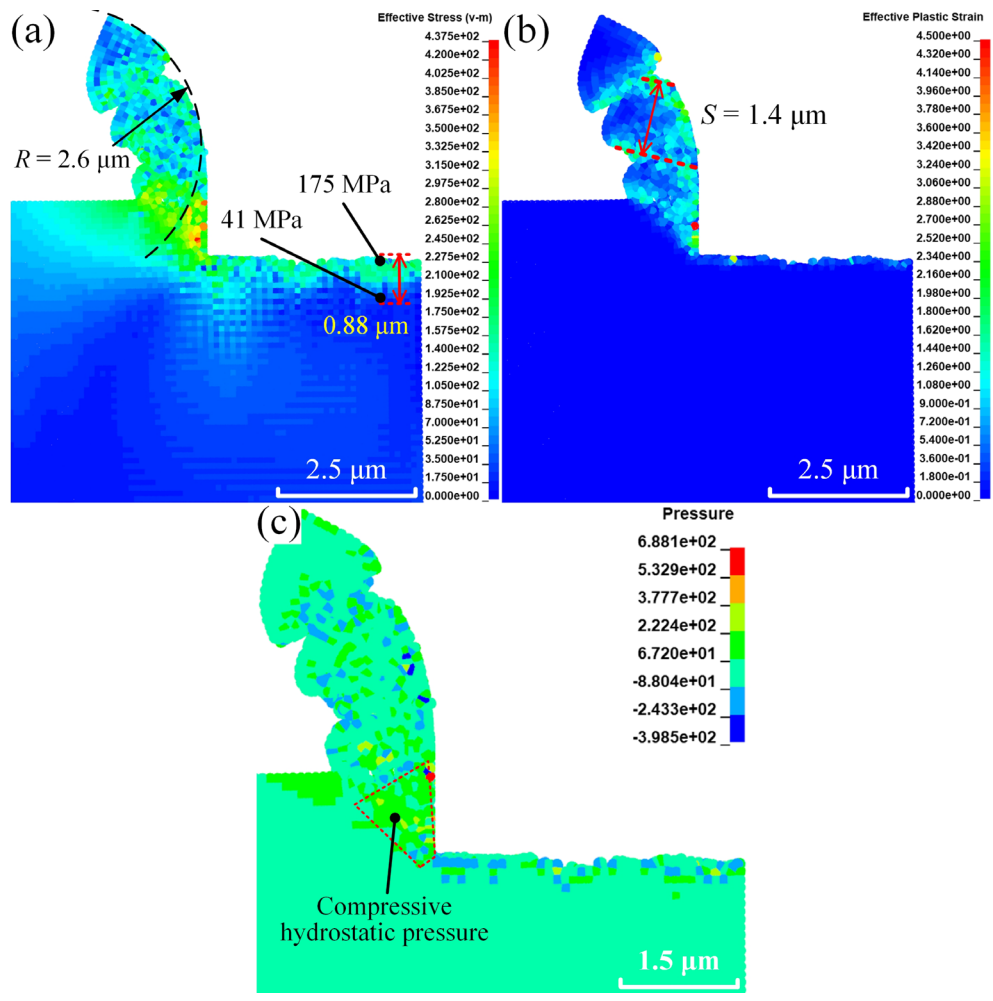 (a)
Effective Stress (v-m)
4.375e+02
4.200e+02
4.025e+02
3.850e+02
3.675e+02
3.500e+02
3.325e+02
3.150e+02
2.975e+02
2.800e+02
2.625e+02
2.450e+02
2.275e+02
2.100e+02
1.925e+02
1.750e+02
1.575e+02
1.400e+02
1.225e+02
1.050e+02
8.750e+01
7.000e+01
5.250e+01
3.500e+01
1.750e+01
0.000e+00
R = 2.6 μm
175 MPa
41 MPa
0.88 μm
2.5 μm
(b)
Effective Plastic Strain
4.500e+00
4.320e+00
4.140e+00
3.960e+00
3.780e+00
3.600e+00
3.420e+00
3.240e+00
3.060e+00
2.880e+00
2.700e+00
2.520e+00
2.340e+00
2.160e+00
1.980e+00
1.800e+00
1.620e+00
1.440e+00
1.260e+00
1.080e+00
9.000e-01
7.200e-01
5.400e-01
3.600e-01
1.800e-01
0.000e+00
S = 1.4 μm
2.5 μm
(c)
Pressure
6.881e+02
5.329e+02
3.777e+02
2.224e+02
6.720e+01
-8.804e+01
-2.433e+02
-3.985e+02
Compressive
hydrostatic pressure
1.5 μm